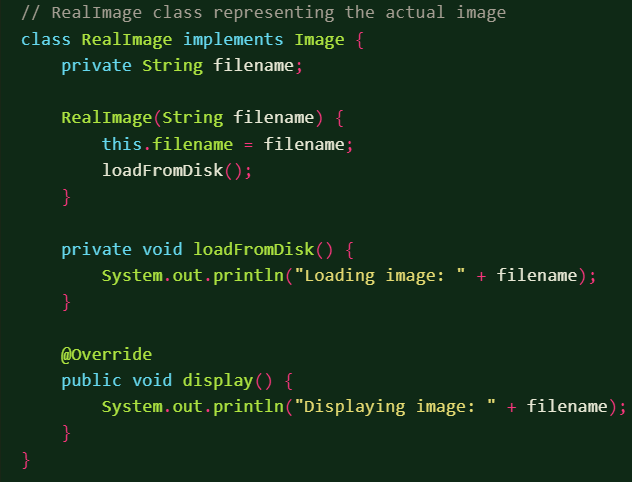 // RealImage class representing the actual image
class RealImage implements Image {
    private String filename;

    RealImage(String filename) {
        this.filename = filename;
        loadFromDisk();
    }

    private void loadFromDisk() {
        System.out.println("Loading image: " + filename);
    }

    @Override
    public void display() {
        System.out.println("Displaying image: " + filename);
    }
}